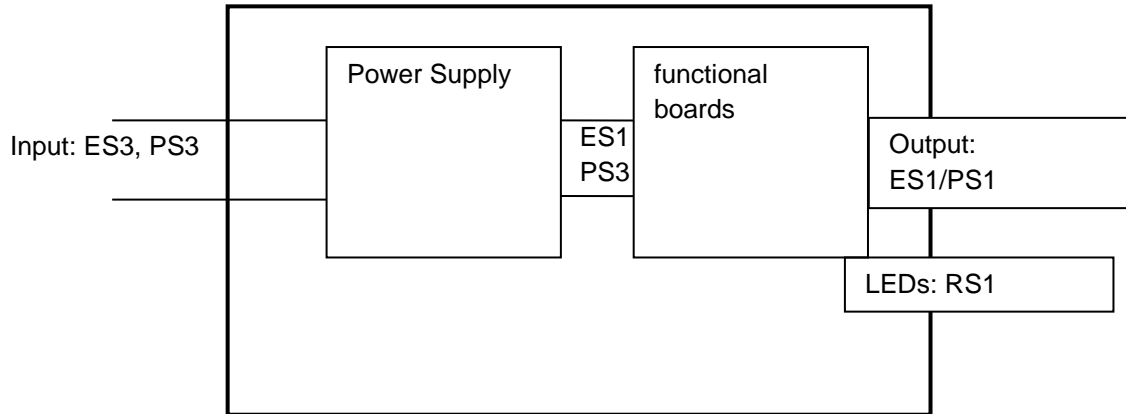 Power Supply
functional
boards
Input: ES3, PS3
ES1
PS3
Output:
ES1/PS1
LEDs: RS1